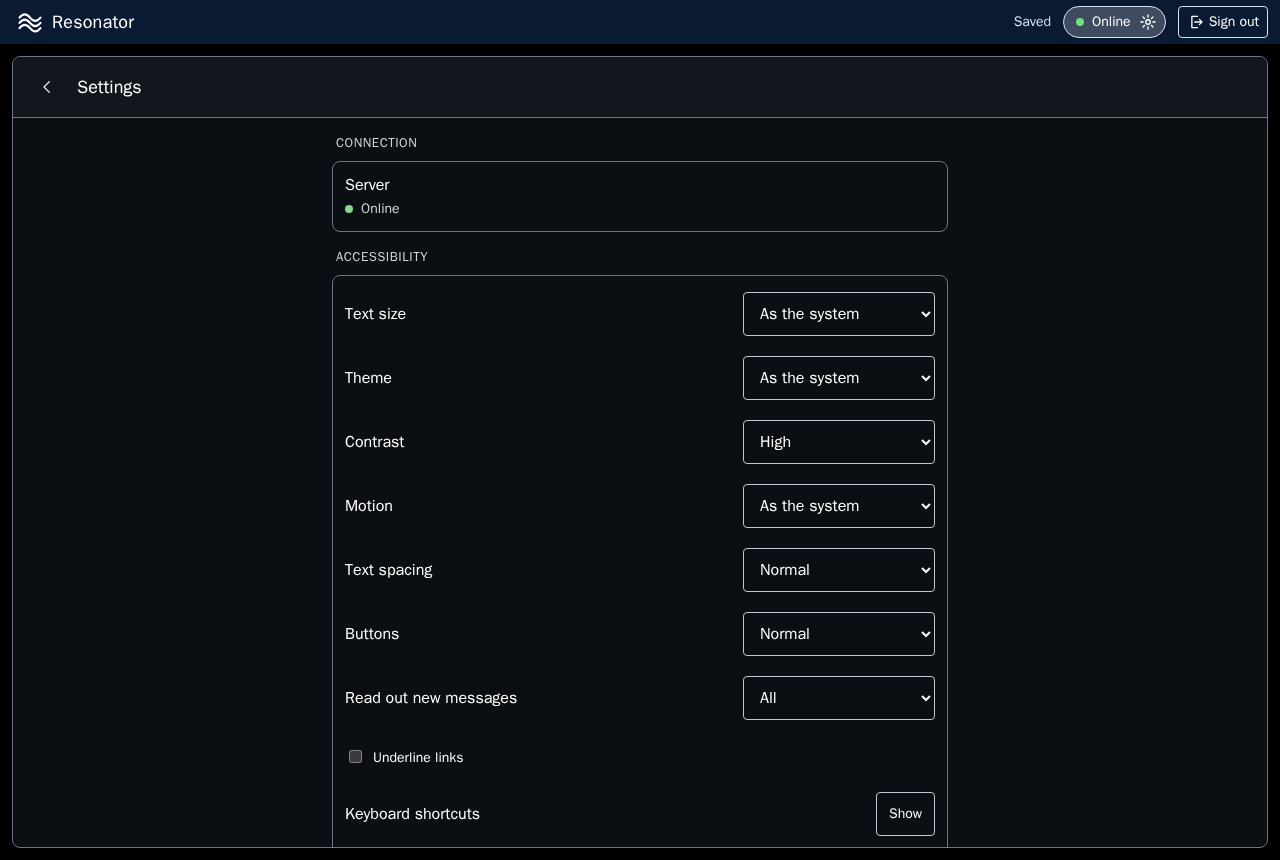 Resonator
Saved
Online
Sign out
Settings
CONNECTION
Server
Online
ACCESSIBILITY
Text size
As the system
Theme
As the system
Contrast
High
Motion
As the system
Text spacing
Normal
Buttons
Normal
Read out new messages
All
Underline links
Keyboard shortcuts
Show